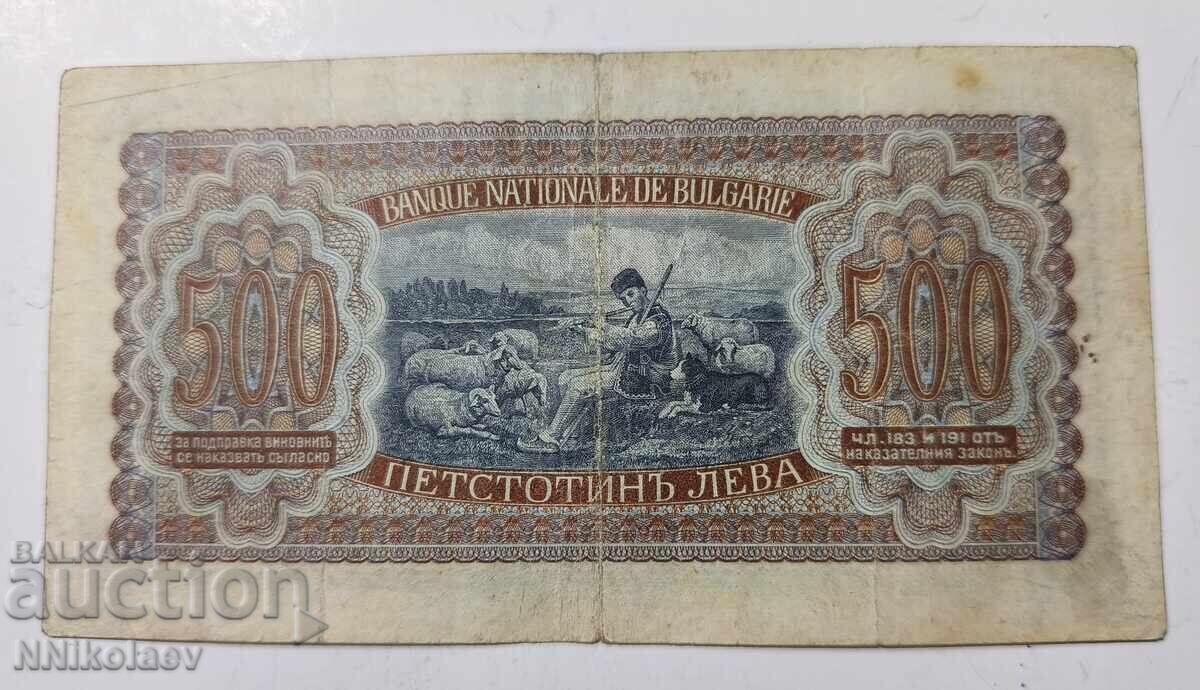 BANQUE NATIONALE DE BULGARIE
500
500
за подправка виновнитѣ
се наказватъ съгласно
чл. 183 и 191 отъ
наказателния законъ.
ПЕТСТОТИНЪ ЛЕВА
BALKAN
auction
NNikolaev